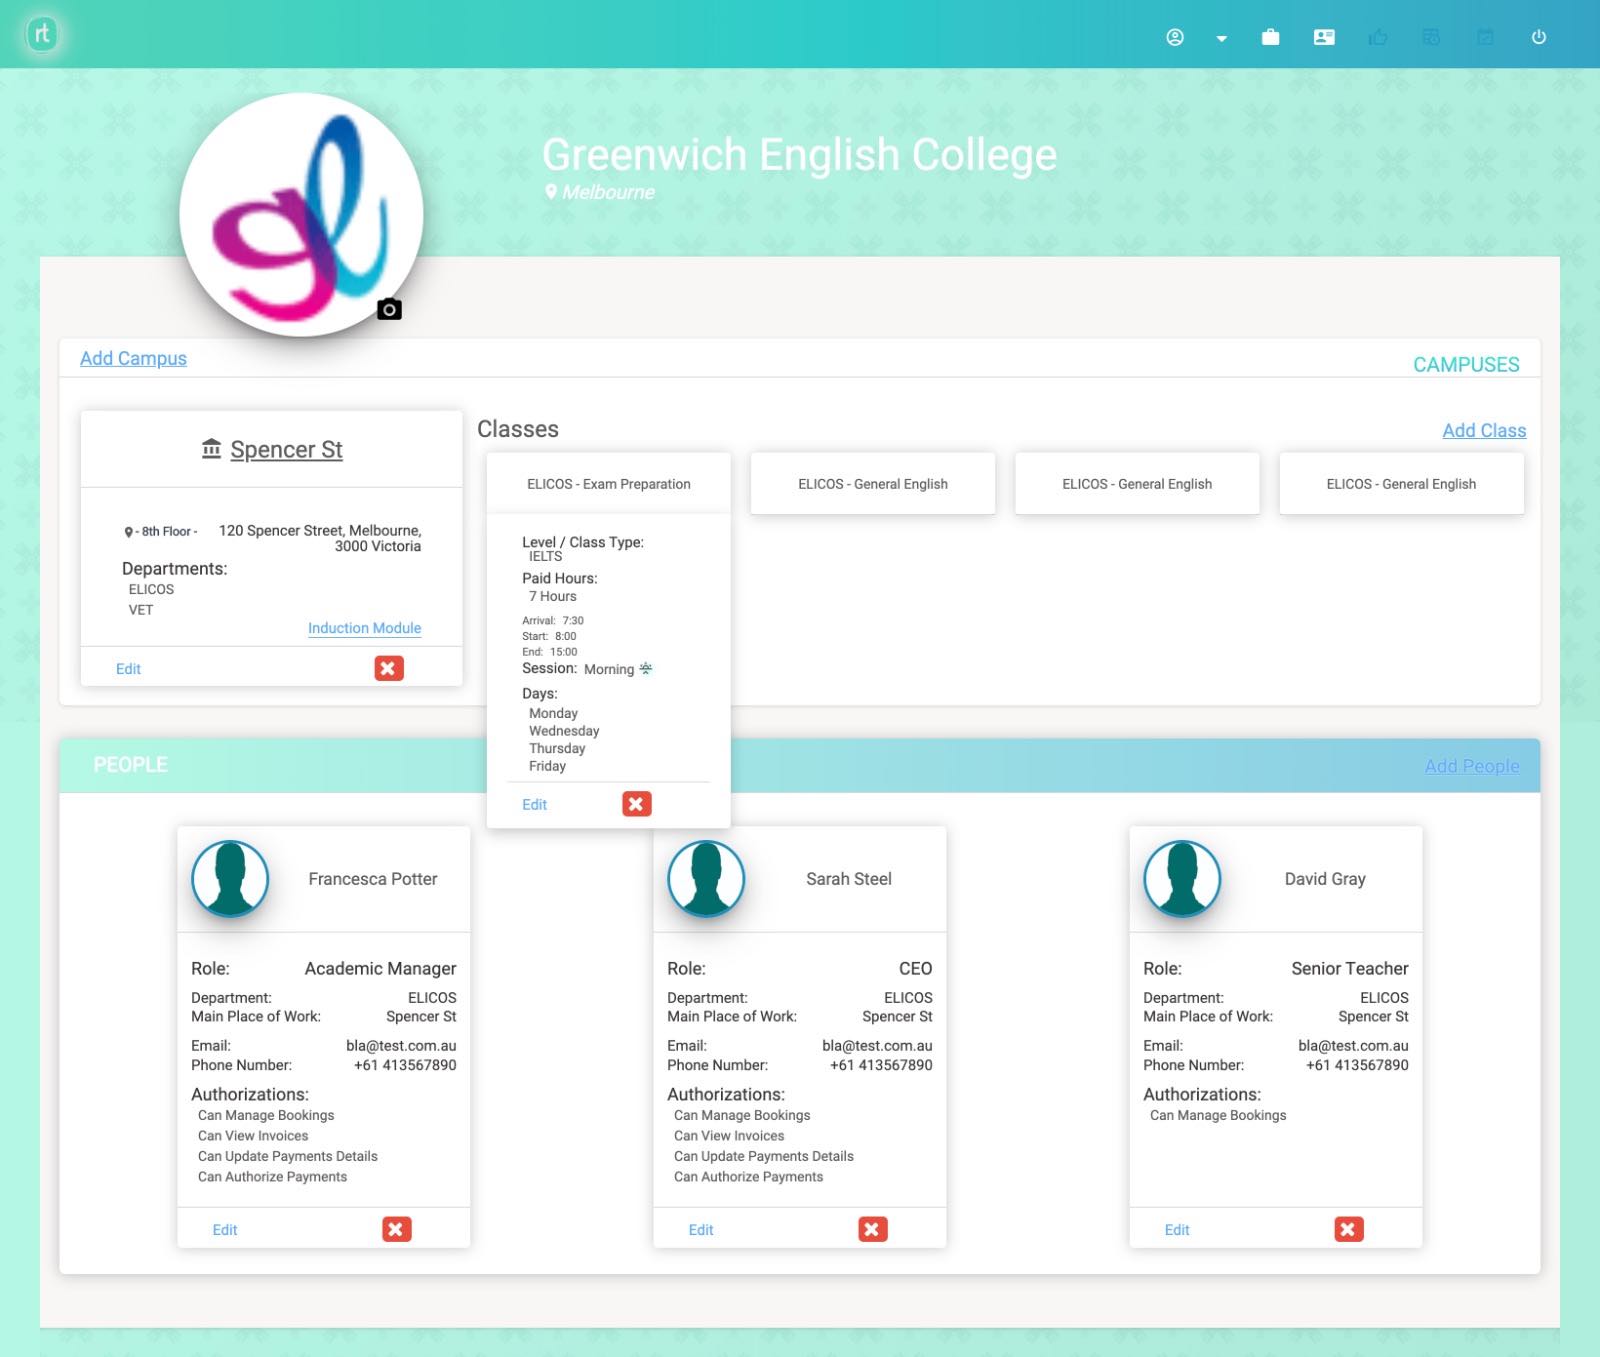 rt
Greenwich English College
Melbourne
gl
Add Campus
CAMPUSES
Spencer St
- 8th Floor - 120 Spencer Street, Melbourne,
3000 Victoria
Departments:
ELICOS
VET
Induction Module
Edit
Classes
Add Class
ELICOS - Exam Preparation
Level / Class Type:
IELTS
Paid Hours:
7 Hours
Arrival: 7:30
Start: 8:00
End: 15:00
Session: Morning
Days:
Monday
Wednesday
Thursday
Friday
Edit
ELICOS - General English
ELICOS - General English
ELICOS - General English
PEOPLE
Add People
Francesca Potter
Role: Academic Manager
Department: ELICOS
Main Place of Work: Spencer St
Email: bla@test.com.au
Phone Number: +61 413567890
Authorizations:
Can Manage Bookings
Can View Invoices
Can Update Payments Details
Can Authorize Payments
Edit
Sarah Steel
Role: CEO
Department: ELICOS
Main Place of Work: Spencer St
Email: bla@test.com.au
Phone Number: +61 413567890
Authorizations:
Can Manage Bookings
Can View Invoices
Can Update Payments Details
Can Authorize Payments
Edit
David Gray
Role: Senior Teacher
Department: ELICOS
Main Place of Work: Spencer St
Email: bla@test.com.au
Phone Number: +61 413567890
Authorizations:
Can Manage Bookings
Edit